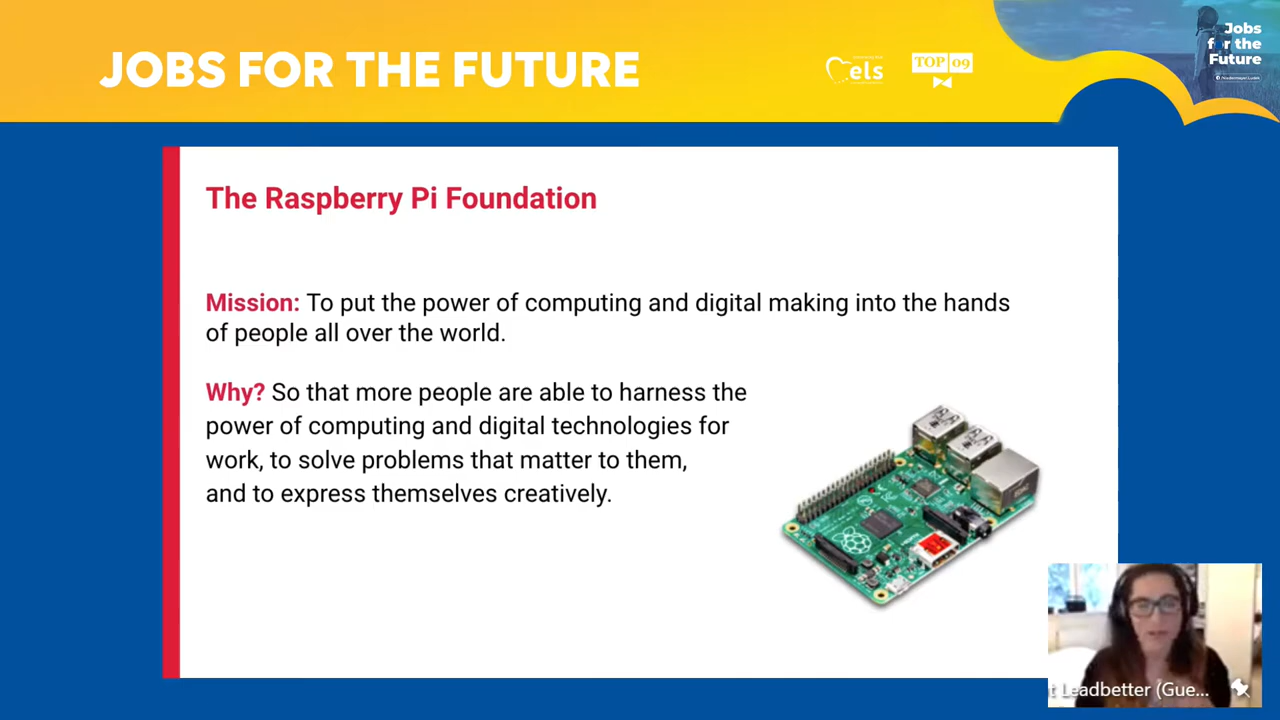 JOBS FOR THE FUTURE
els
TOP 09
Jobs
for the
Future
The Raspberry Pi Foundation
Mission: To put the power of computing and digital making into the hands
of people all over the world.
Why? So that more people are able to harness the
power of computing and digital technologies for
work, to solve problems that matter to them,
and to express themselves creatively.
Leadbetter (Gue...